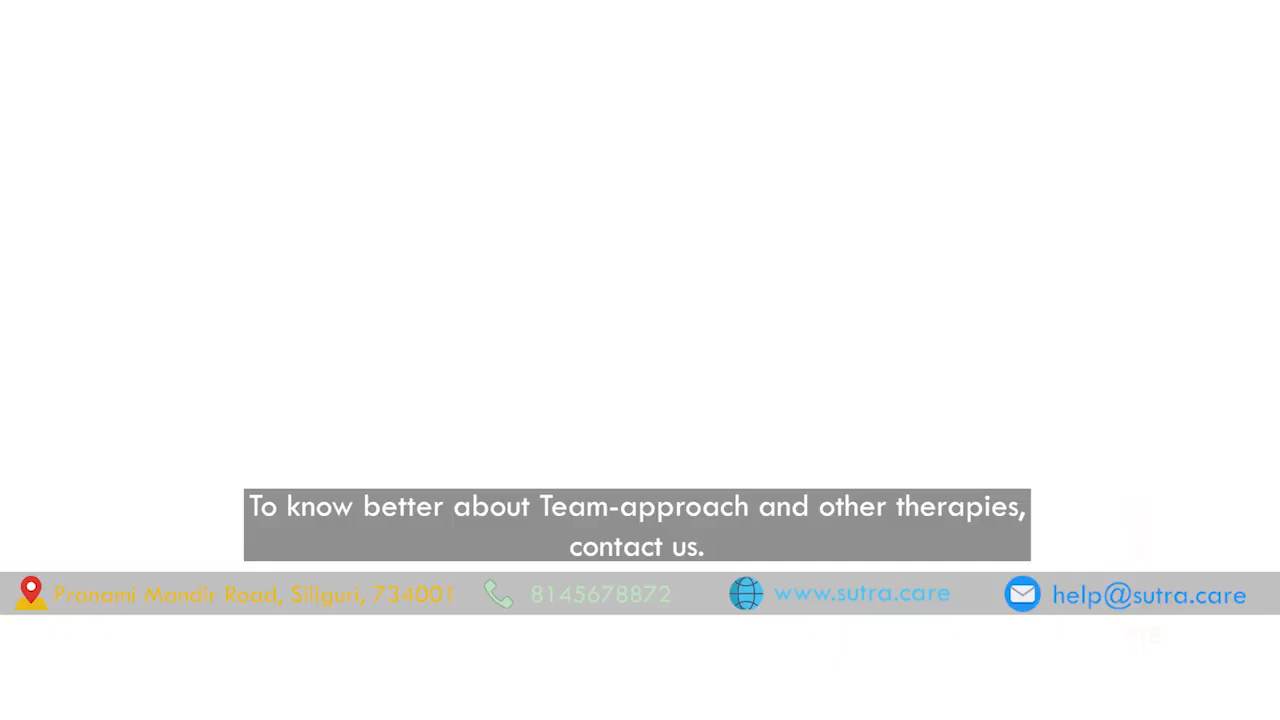 To know better about Team-approach and other therapies,
contact us.
Pranami Mandir Road, Siliguri, 734001 8145678872 www.sutra.care help@sutra.care